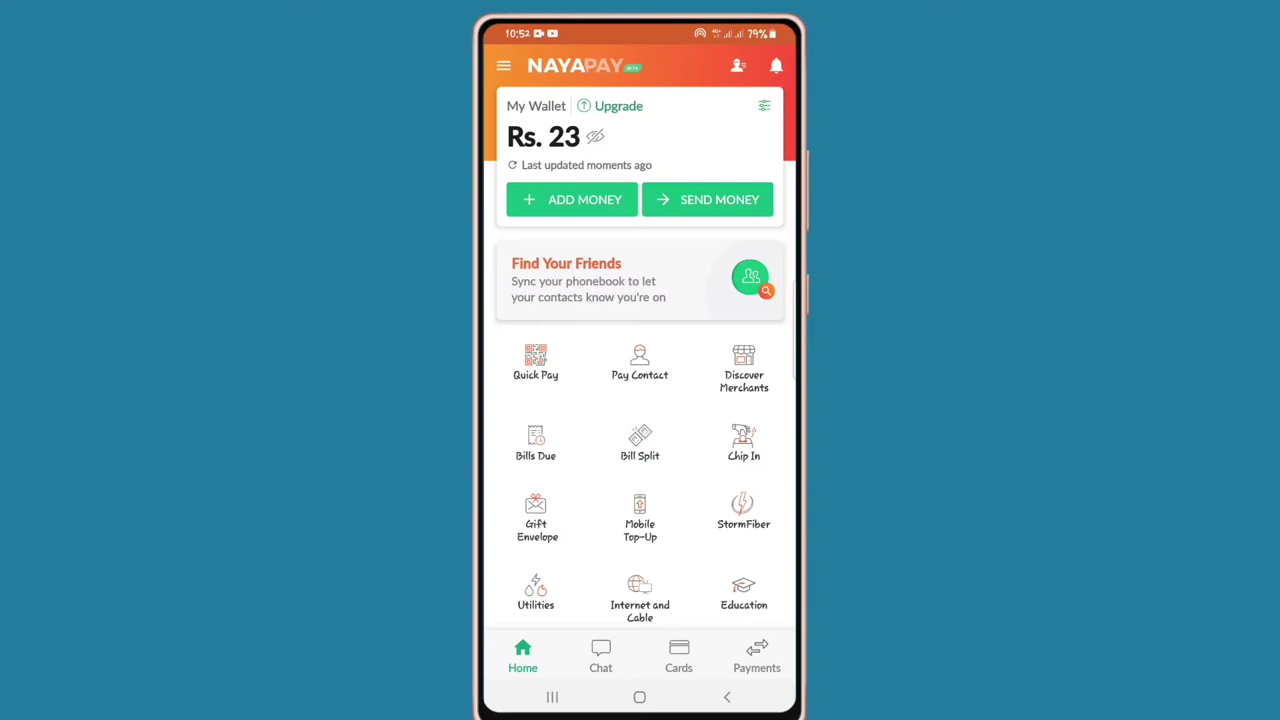 10:52
79%
NAYAPAY BETA
My Wallet Upgrade
Rs. 23
Last updated moments ago
+ ADD MONEY
→ SEND MONEY
Find Your Friends
Sync your phonebook to let
your contacts know you're on
Quick Pay
Pay Contact
Discover
Merchants
Bills Due
Bill Split
Chip In
Gift
Envelope
Mobile
Top-Up
StormFiber
Utilities
Internet and
Cable
Education
Home
Chat
Cards
Payments